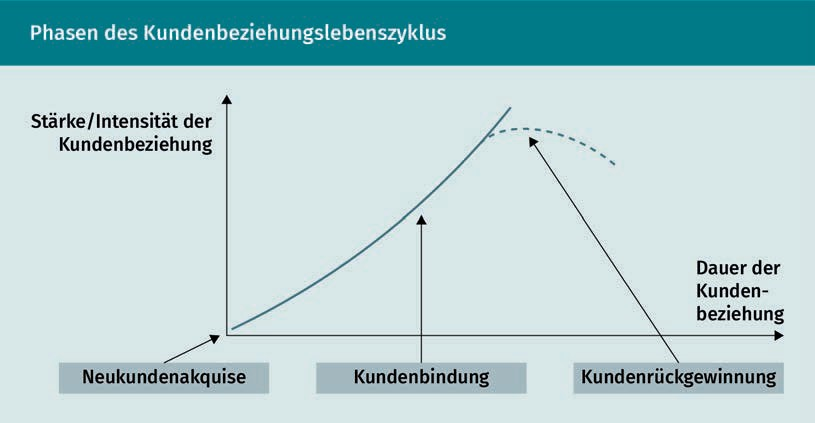 Phasen des Kundenbeziehungslebenszyklus
Stärke/Intensität der
Kundenbeziehung
Dauer der
Kunden-
beziehung
Neukundenakquise
Kundenbindung
Kundenrückgewinnung